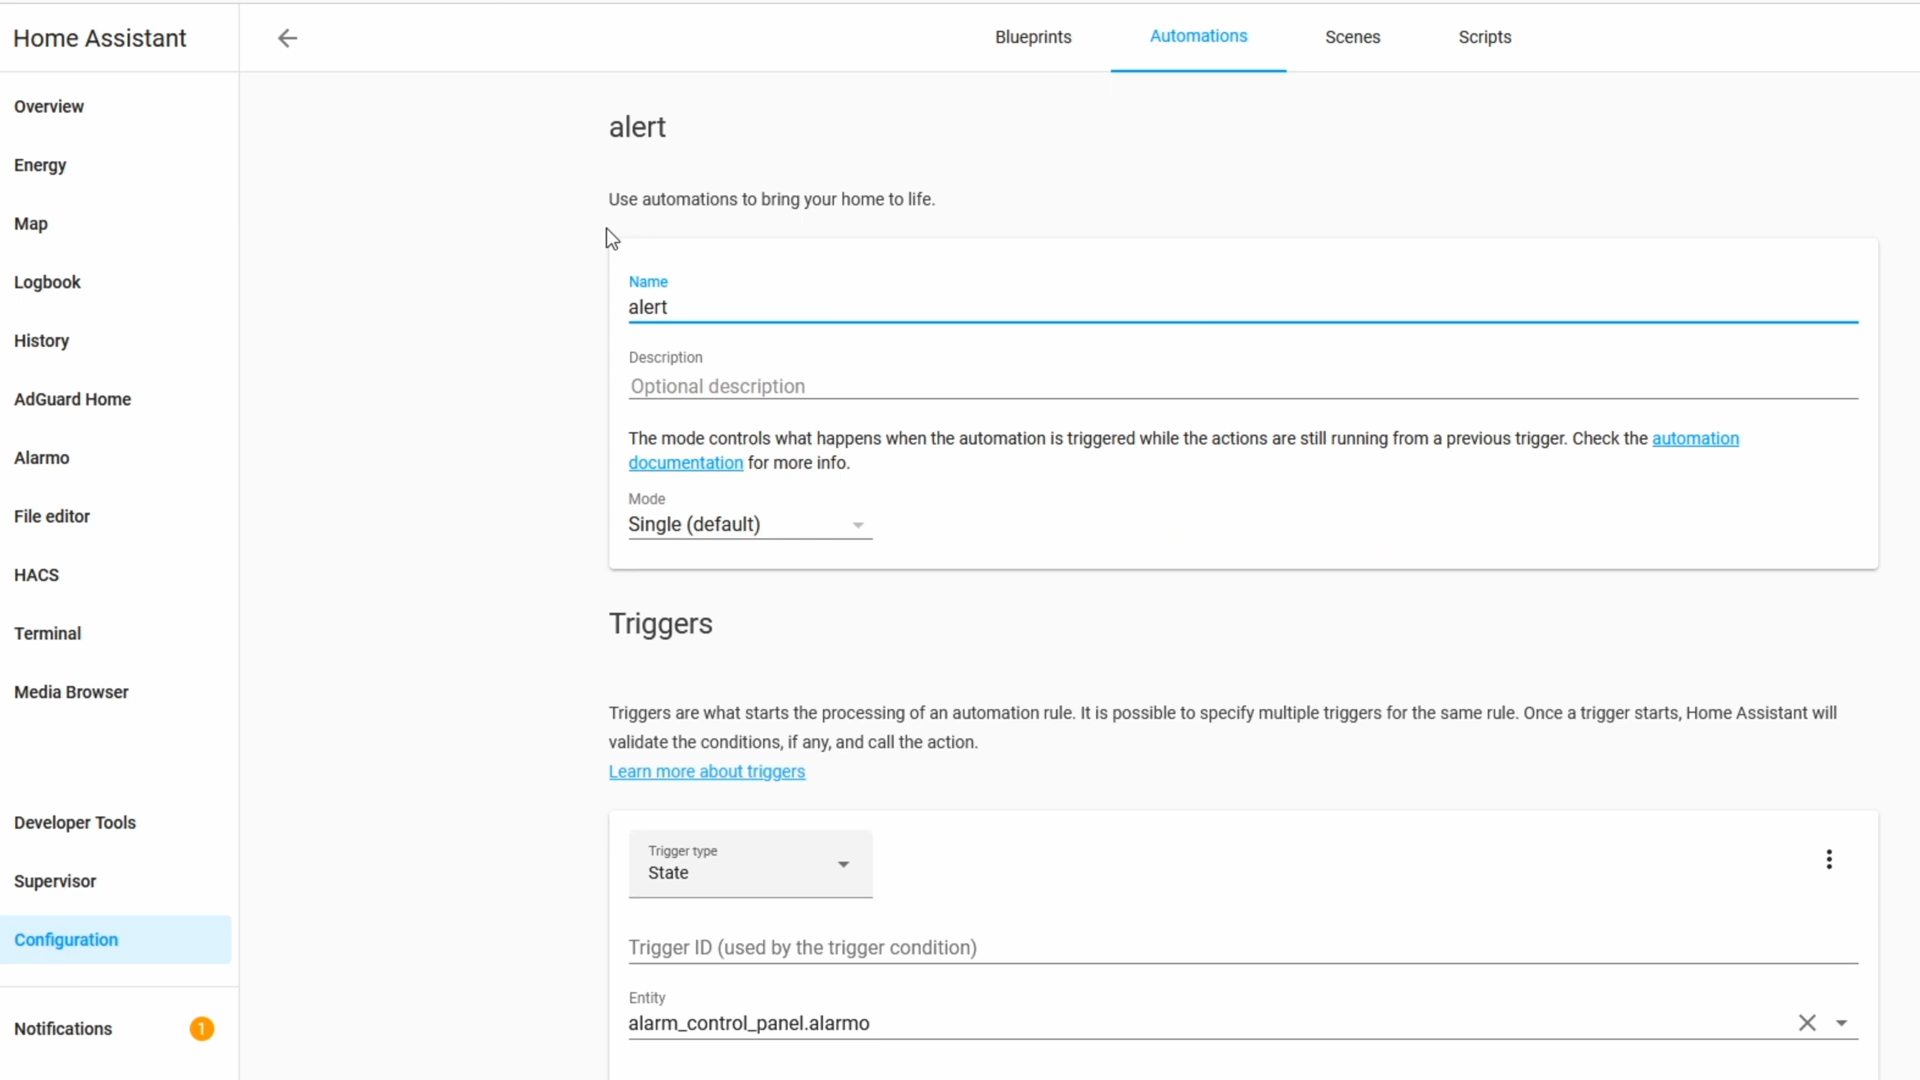 Home Assistant
Blueprints
Automations
Scenes
Scripts
Overview
Energy
Map
Logbook
History
AdGuard Home
Alarmo
File editor
HACS
Terminal
Media Browser
Developer Tools
Supervisor
Configuration
Notifications
1
alert
Use automations to bring your home to life.
Name
alert
Description
Optional description
The mode controls what happens when the automation is triggered while the actions are still running from a previous trigger. Check the automation
documentation for more info.
Mode
Single (default)
Triggers
Triggers are what starts the processing of an automation rule. It is possible to specify multiple triggers for the same rule. Once a trigger starts, Home Assistant will
validate the conditions, if any, and call the action.
Learn more about triggers
Trigger type
State
Trigger ID (used by the trigger condition)
Entity
alarm_control_panel.alarmo